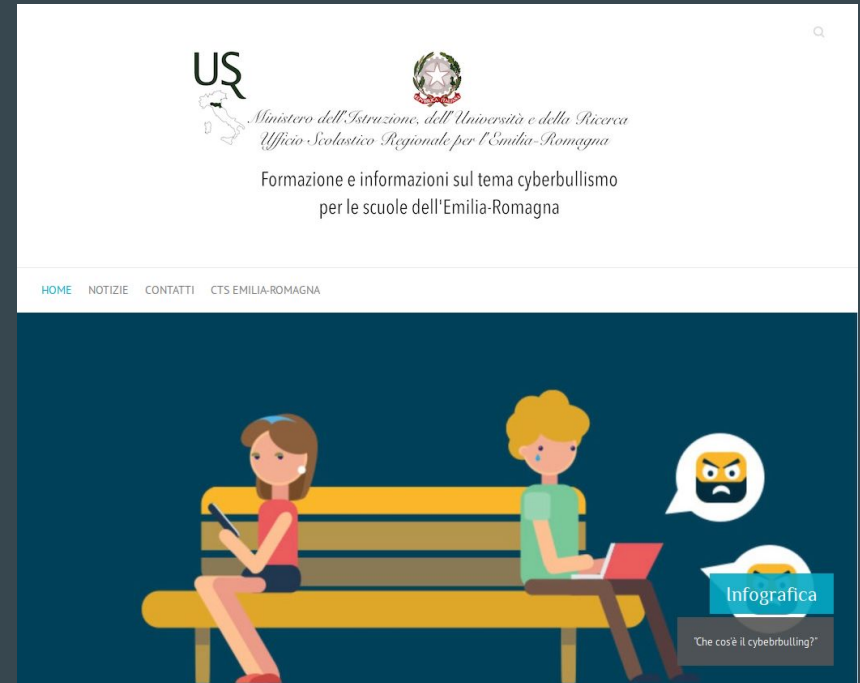 USR
Ministero dell'Istruzione, dell'Università e della Ricerca
Ufficio Scolastico Regionale per l'Emilia-Romagna
Formazione e informazioni sul tema cyberbullismo
per le scuole dell'Emilia-Romagna
HOME NOTIZIE CONTATTI CTS EMILIA-ROMAGNA
Infografica
"Che cos'è il cybebrbulling?"